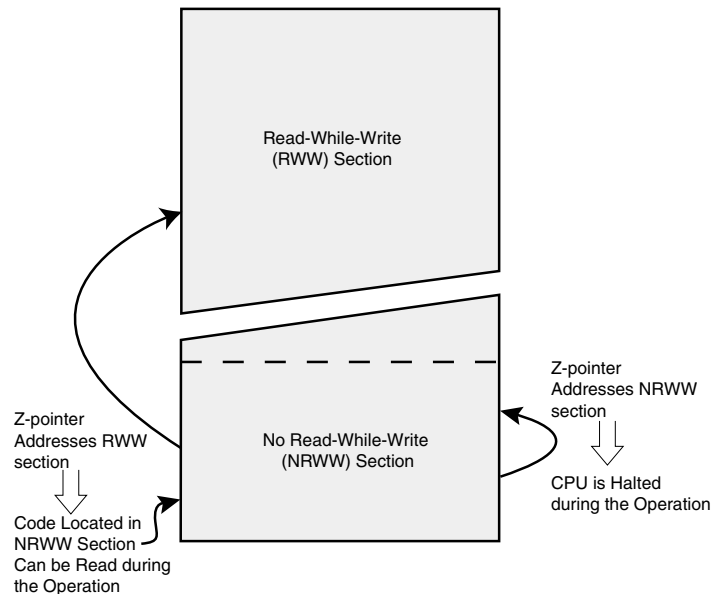 Read-While-Write
(RWW) Section
Z-pointer
Addresses NRWW
section
No Read-While-Write
(NRWW) Section
Z-pointer
Addresses RWW
section
CPU is Halted
during the Operation
Code Located in
NRWW Section
Can be Read during
the Operation